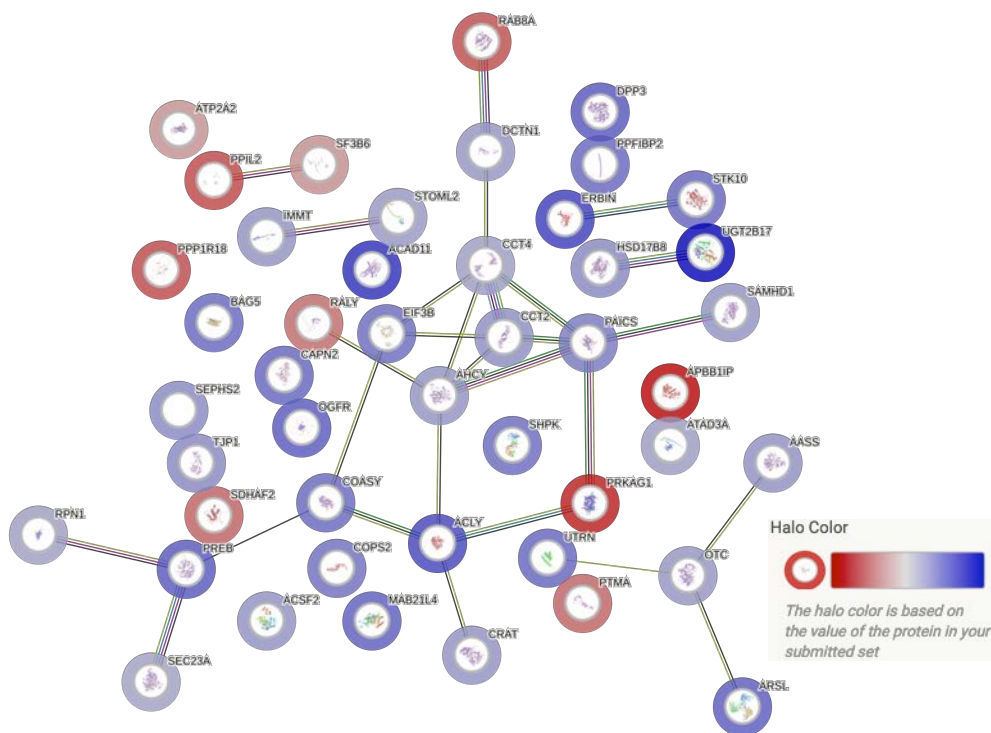 RAB8A
DPP3
ATP2A2
DCTN1
SF3B6
PPIL2
PPFIBP2
STK10
ERBIN
STOML2
IMMT
CCT4
HSD17B8
UGT2B17
ACAD11
PPP1R18
SAMHD1
BAG5
RALY
EIF3B
CCT2
PAICS
CAPN2
AHCY
APBB1IP
SEPHS2
OGFR
SHPK
ATAD3A
TJP1
AASS
COASY
PRKAG1
SDHAF2
RPN1
ACLY
Halo Color
PREB
COPS2
UTRN
OTC
PTMA
ACSF2
MAB21L4
The halo color is based on
the value of the protein in your
submitted set
CRAT
SEC23A
ARSL